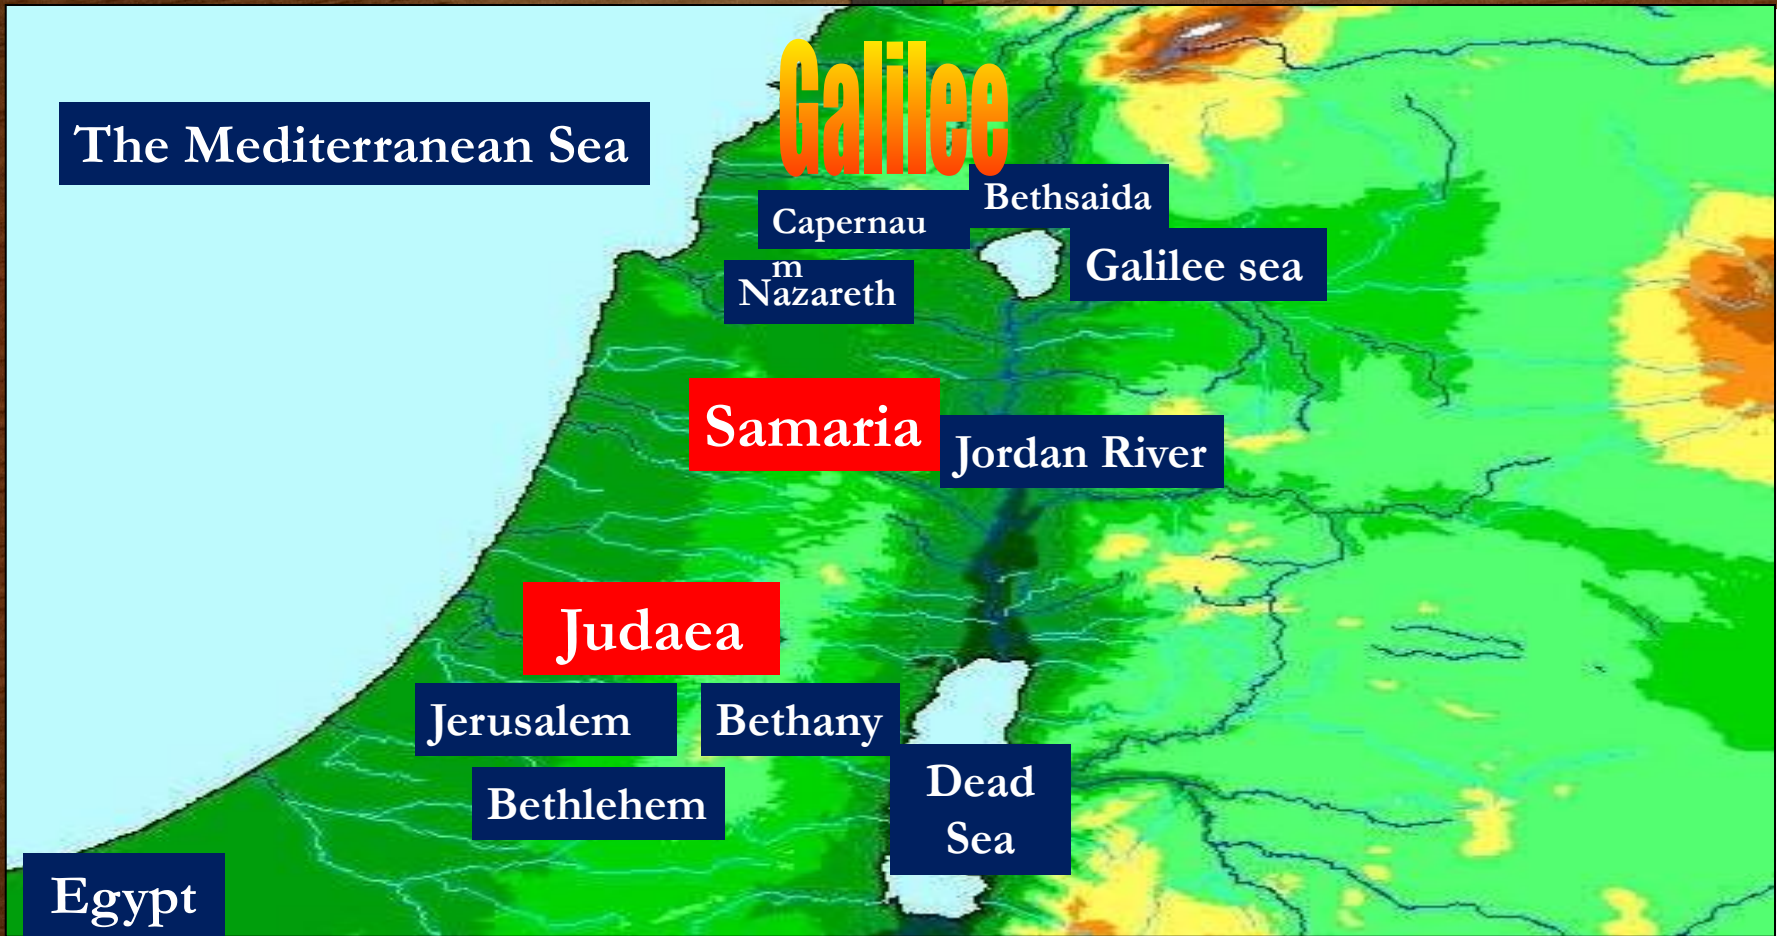 Galilee
The Mediterranean Sea
Bethsaida
Capernau
m
Galilee sea
Nazareth
Samaria
Jordan River
Judaea
Jerusalem
Bethany
Dead
Sea
Bethlehem
Egypt